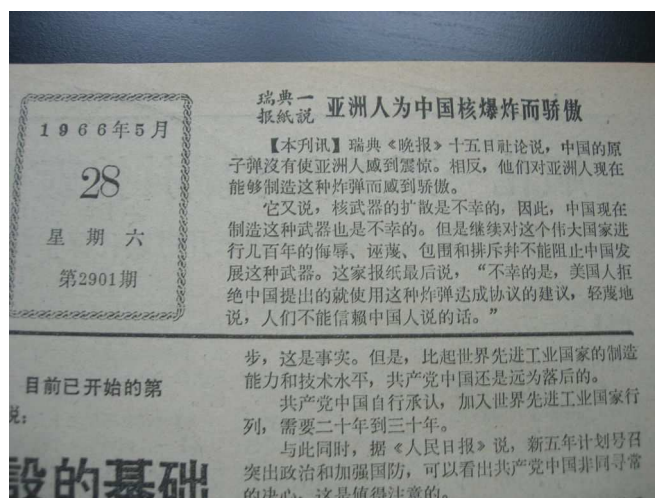 1966年5月
28
星期六
第2901期
瑞典一
报紙說
亚洲人为中国核爆炸而骄傲
【本刊讯】瑞典《晚报》十五日社论说，中国的原
子弹沒有使亚洲人感到震惊。相反，他们对亚洲人现在
能够制造这种炸弹而感到骄傲。
它又说，核武器的扩散是不幸的，因此，中国现在
制造这种武器也是不幸的。但是继续对这个伟大国家进
行几百年的侮辱、诬蔑、包围和排斥并不能阻止中国发
展这种武器。这家报纸最后说，“不幸的是，美国人拒
绝中国提出的就使用这种炸弹达成协议的建议，轻蔑地
说，人们不能信赖中国人说的话。”
目前已开始的第
说：
設的基础
步，这是事实。但是，比起世界先进工业国家的制造
能力和技术水平，共产党中国还是远为落后的。
共产党中国自行承认，加入世界先进工业国家行
列，需要二十年到三十年。
与此同时，据《人民日报》说，新五年计划号召
突出政治和加强国防，可以看出共产党中国非同寻常
的决心，这是值得注意的。